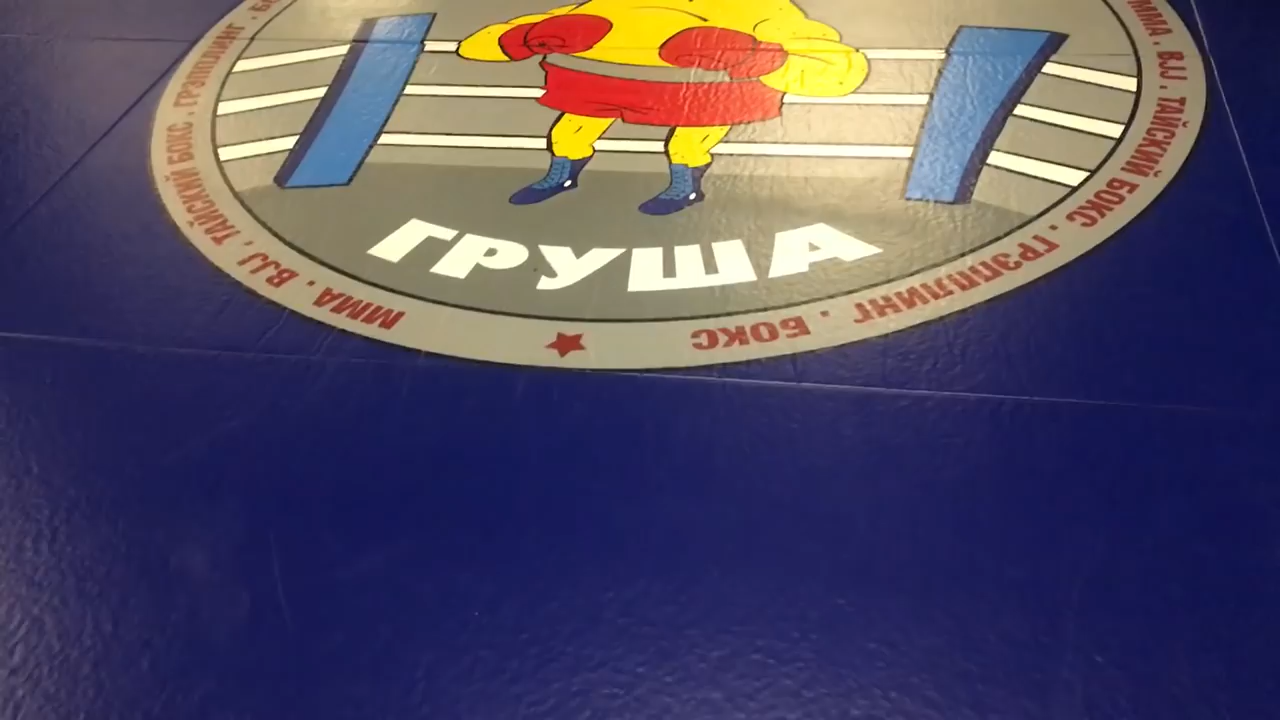 ГРУША
ММА . BJJ . ТАЙСКИЙ БОКС . ГРЭППЛИНГ .
ММА . BJJ . ТАЙСКИЙ БОКС . ГРЭППЛИНГ . БОКС